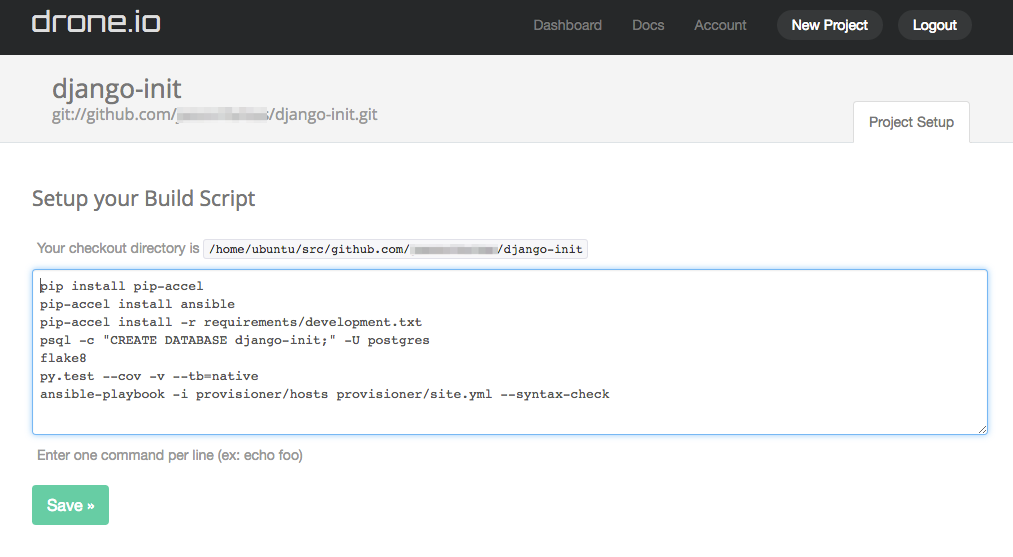 drone.io
Dashboard Docs Account New Project Logout
django-init
git://github.com/ /django-init.git
Project Setup
Setup your Build Script
Your checkout directory is /home/ubuntu/src/github.com/ /django-init
pip install pip-accel
pip-accel install ansible
pip-accel install -r requirements/development.txt
psql -c "CREATE DATABASE django-init;" -U postgres
flake8
py.test --cov -v --tb=native
ansible-playbook -i provisioner/hosts provisioner/site.yml --syntax-check
Enter one command per line (ex: echo foo)
Save »